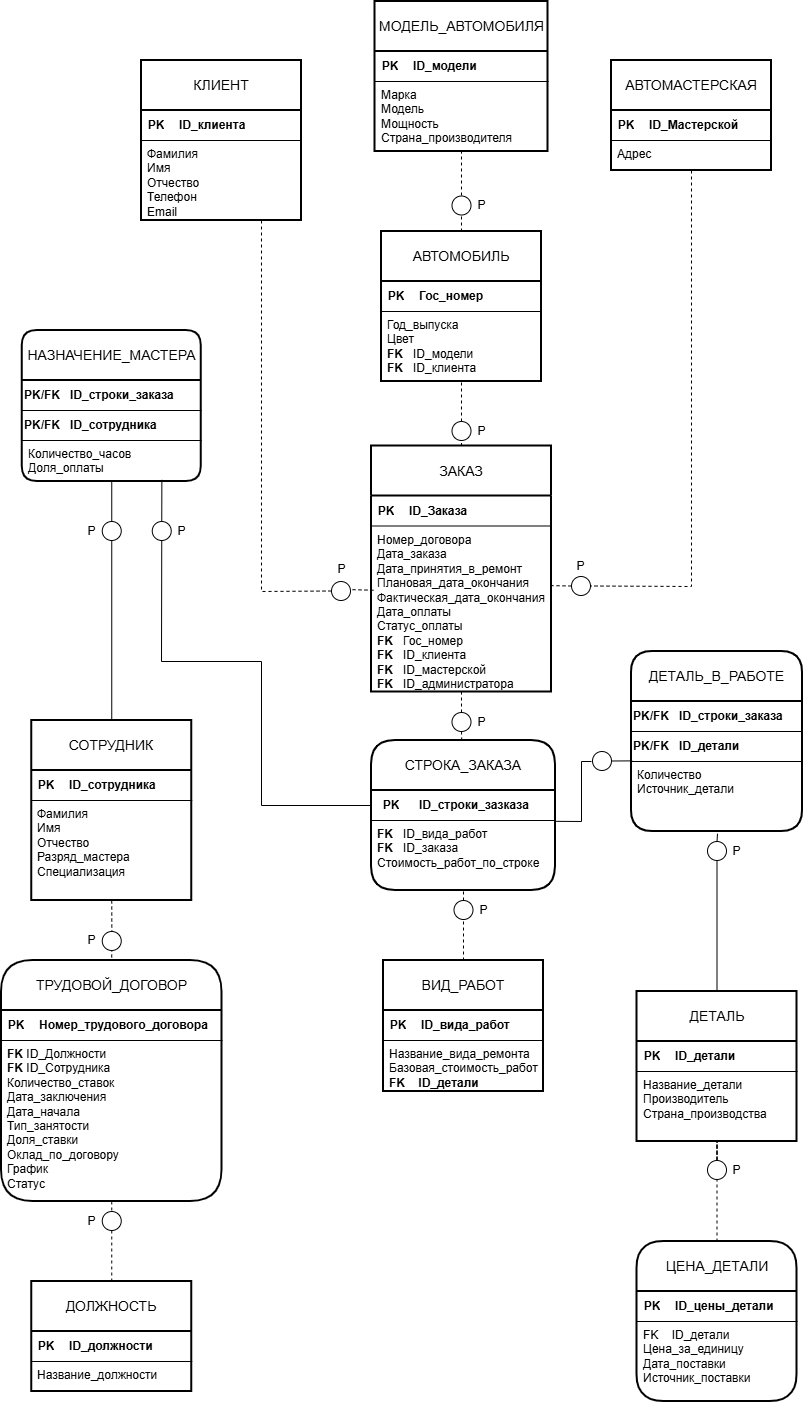 МОДЕЛЬ_АВТОМОБИЛЯ
PK ID_модели
Марка
Модель
Мощность
Страна_производителя
P
КЛИЕНТ
PK ID_клиента
Фамилия
Имя
Отчество
Телефон
Email
АВТОМАСТЕРСКАЯ
PK ID_Мастерской
Адрес
АВТОМОБИЛЬ
PK Гос_номер
Год_выпуска
Цвет
FK ID_модели
FK ID_клиента
P
НАЗНАЧЕНИЕ_МАСТЕРА
PK/FK ID_строки_заказа
PK/FK ID_сотрудника
Количество_часов
Доля_оплаты
P
P
ЗАКАЗ
PK ID_Заказа
Номер_договора
Дата_заказа
Дата_принятия_в_ремонт
Плановая_дата_окончания
Фактическая_дата_окончания
Дата_оплаты
Статус_оплаты
FK Гос_номер
FK ID_клиента
FK ID_мастерской
FK ID_администратора
P
P
P
ДЕТАЛЬ_В_РАБОТЕ
PK/FK ID_строки_заказа
PK/FK ID_детали
Количество
Источник_детали
P
СОТРУДНИК
PK ID_сотрудника
Фамилия
Имя
Отчество
Разряд_мастера
Специализация
P
СТРОКА_ЗАКАЗА
PK ID_строки_зазказа
FK ID_вида_работ
FK ID_заказа
Стоимость_работ_по_строке
P
ТРУДОВОЙ_ДОГОВОР
PK Номер_трудового_договора
FK ID_Должности
FK ID_Сотрудника
Количество_ставок
Дата_заключения
Дата_начала
Тип_занятости
Доля_ставки
Оклад_по_договору
График
Статус
P
ВИД_РАБОТ
PK ID_вида_работ
Название_вида_ремонта
Базовая_стоимость_работ
FK ID_детали
ДЕТАЛЬ
PK ID_детали
Название_детали
Производитель
Страна_производства
P
ДОЛЖНОСТЬ
PK ID_должности
Название_должности
ЦЕНА_ДЕТАЛИ
PK ID_цены_детали
FK ID_детали
Цена_за_единицу
Дата_поставки
Источник_поставки